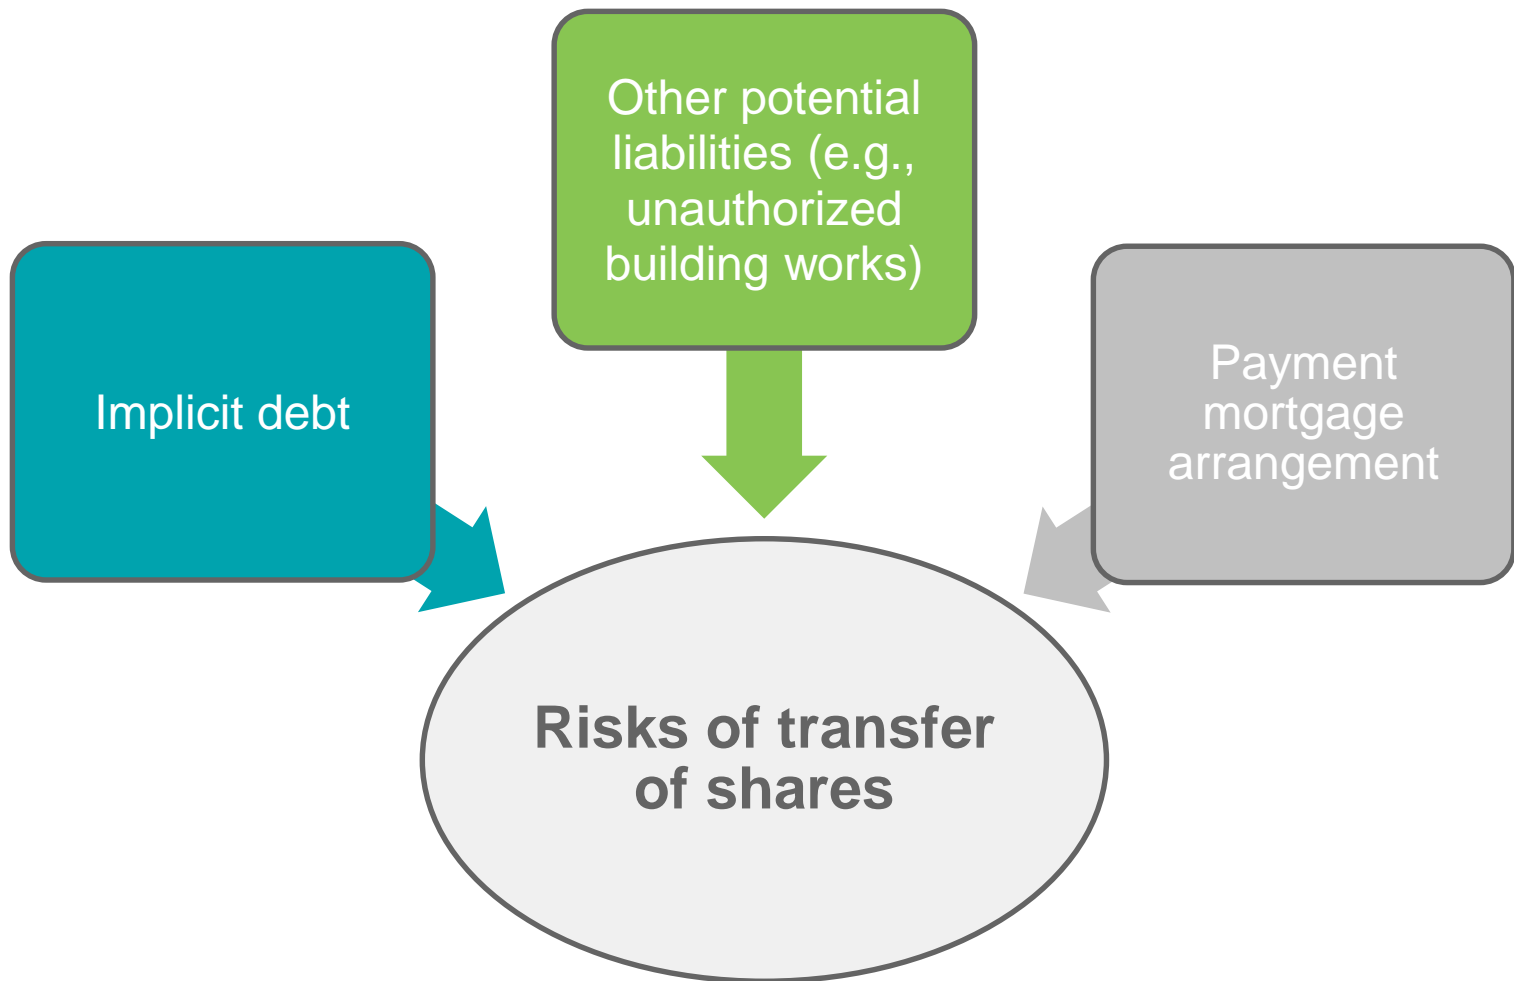 Other potential
liabilities (e.g.,
unauthorized
building works)
Implicit debt
Payment
mortgage
arrangement
Risks of transfer
of shares